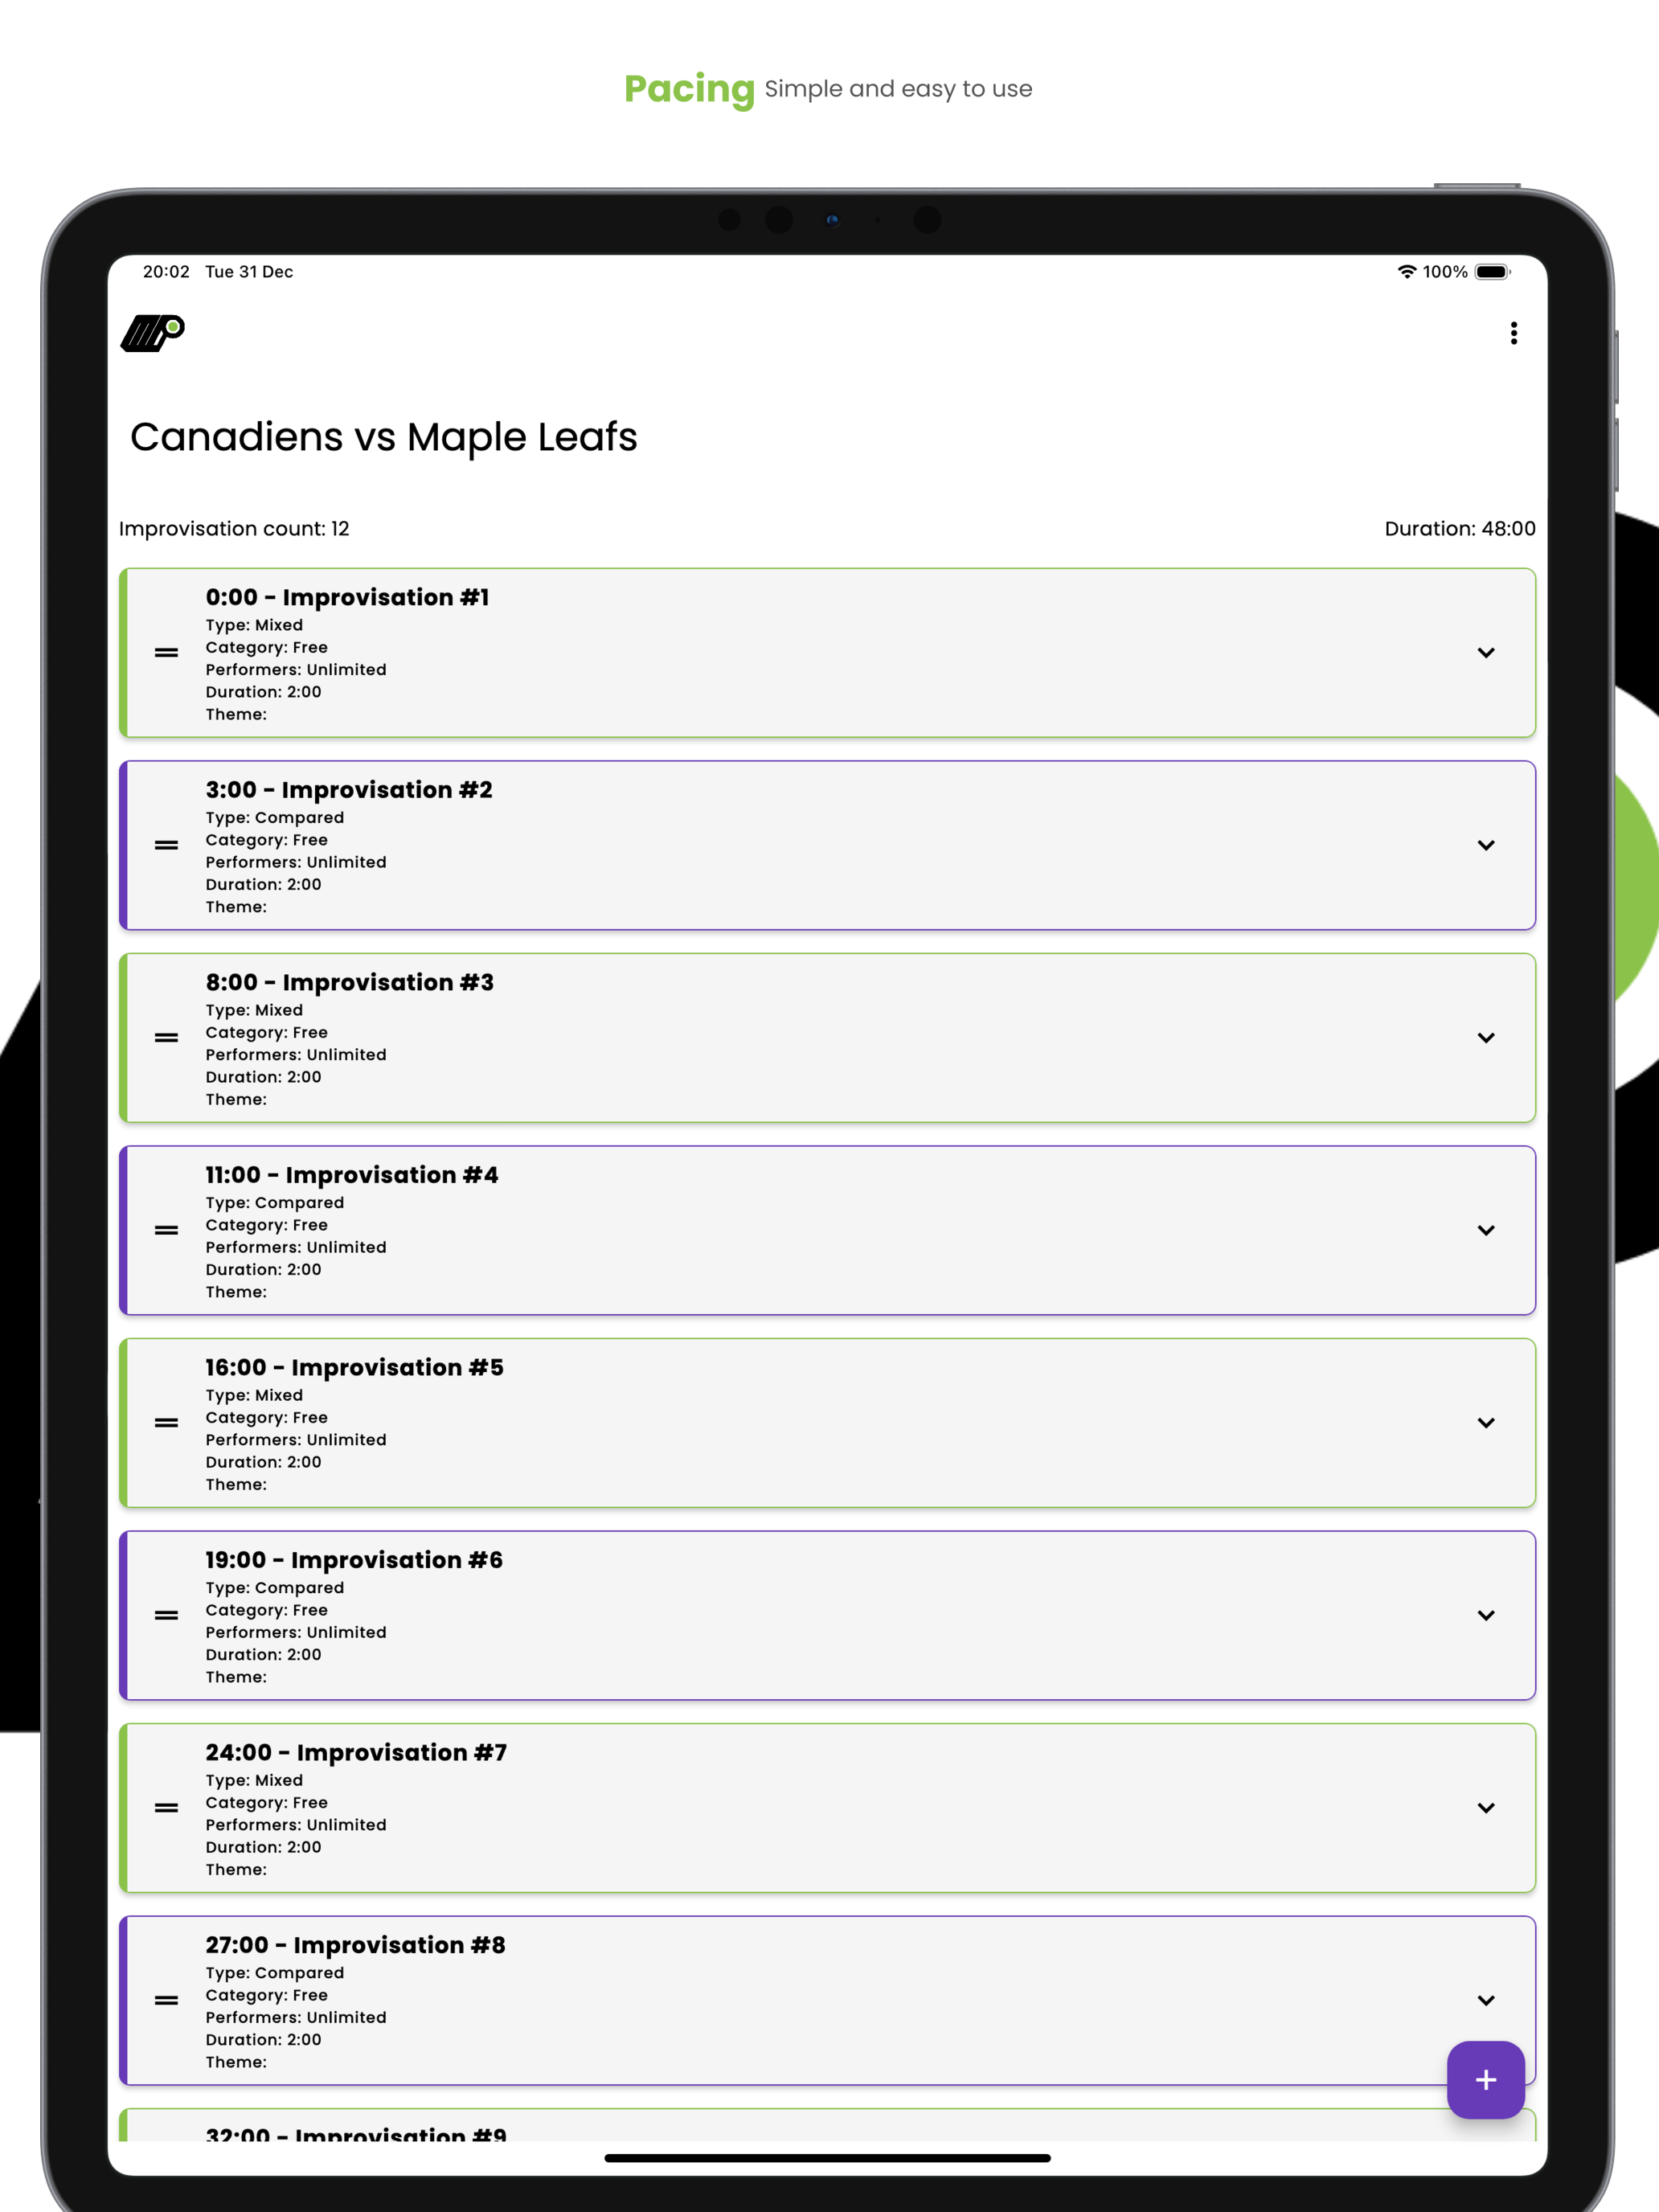 Pacing Simple and easy to use
20:02 Tue 31 Dec 100%
Canadiens vs Maple Leafs
Improvisation count: 12 Duration: 48:00
0:00 - Improvisation #1
Type: Mixed
Category: Free
Performers: Unlimited
Duration: 2:00
Theme:
3:00 - Improvisation #2
Type: Compared
Category: Free
Performers: Unlimited
Duration: 2:00
Theme:
8:00 - Improvisation #3
Type: Mixed
Category: Free
Performers: Unlimited
Duration: 2:00
Theme:
11:00 - Improvisation #4
Type: Compared
Category: Free
Performers: Unlimited
Duration: 2:00
Theme:
16:00 - Improvisation #5
Type: Mixed
Category: Free
Performers: Unlimited
Duration: 2:00
Theme:
19:00 - Improvisation #6
Type: Compared
Category: Free
Performers: Unlimited
Duration: 2:00
Theme:
24:00 - Improvisation #7
Type: Mixed
Category: Free
Performers: Unlimited
Duration: 2:00
Theme:
27:00 - Improvisation #8
Type: Compared
Category: Free
Performers: Unlimited
Duration: 2:00
Theme:
32:00 - Improvisation #9